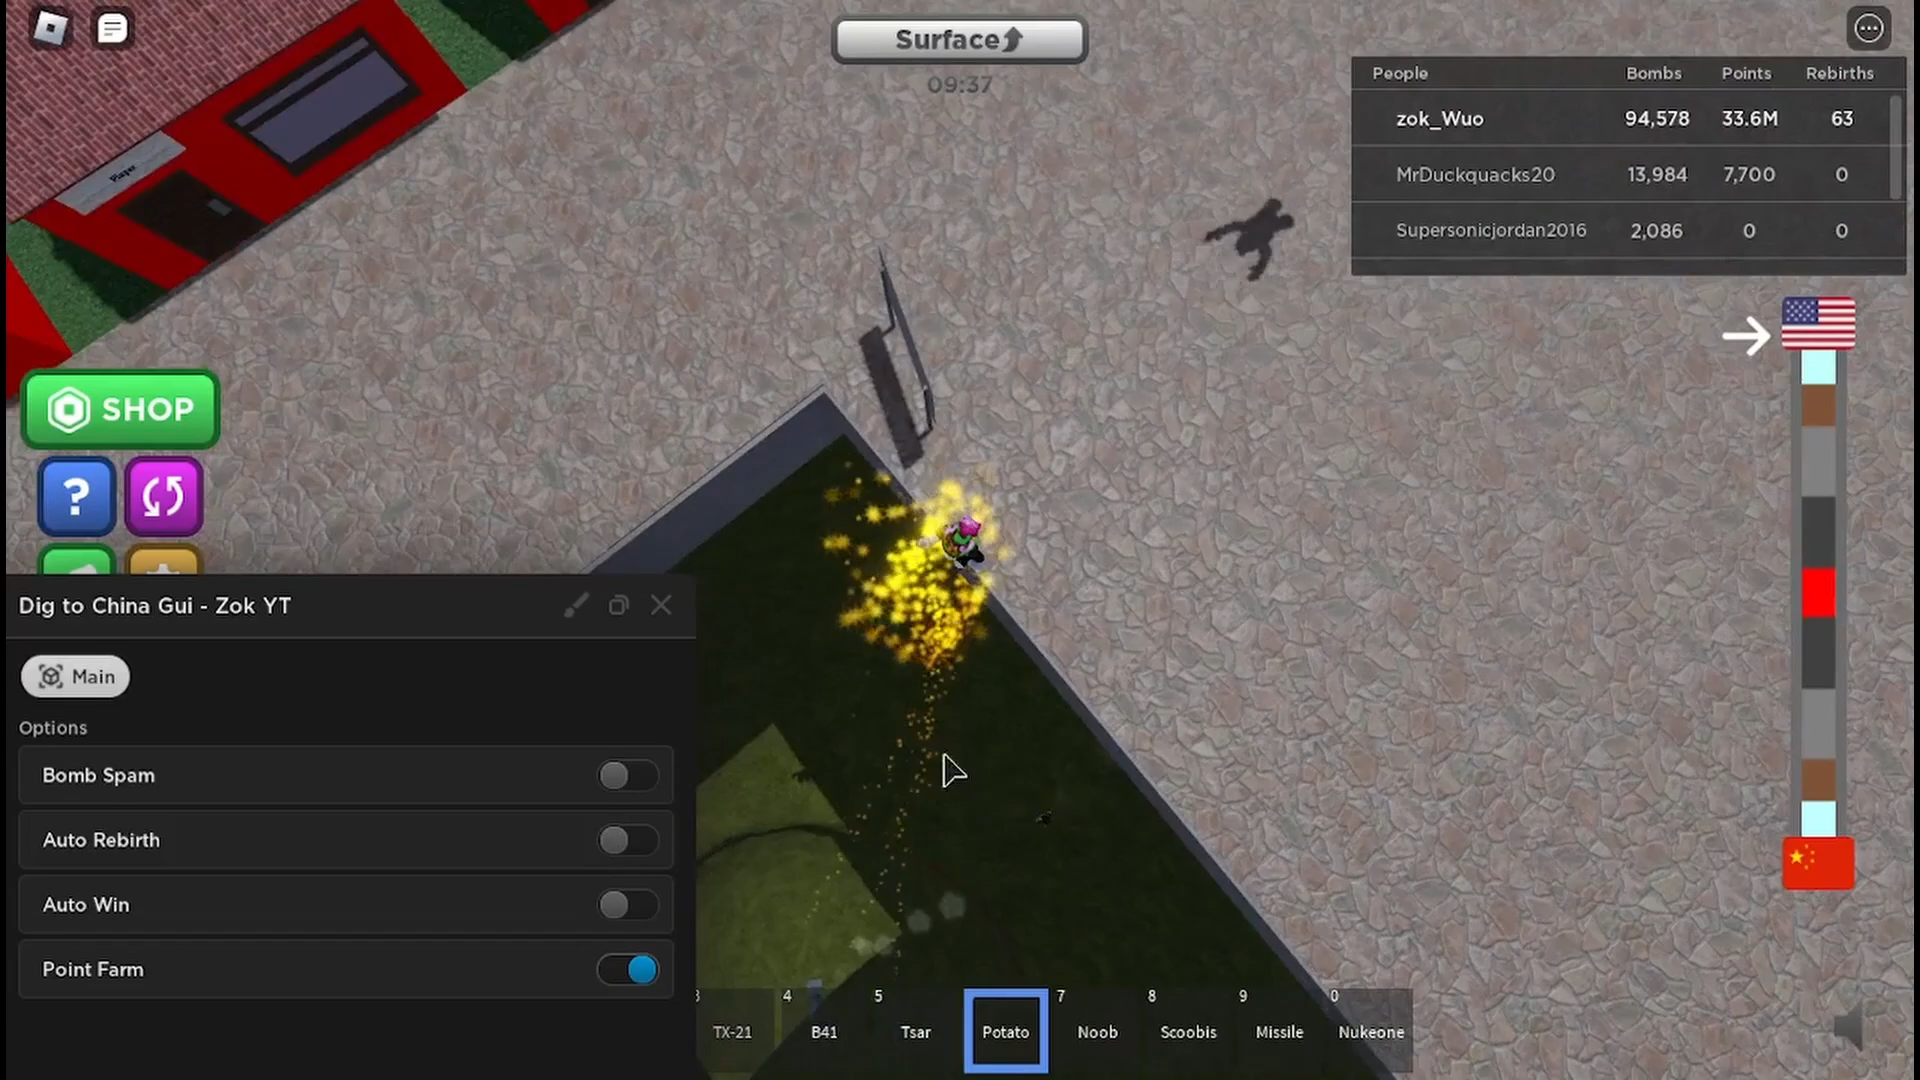 Surface
09:37
People Bombs Points Rebirths
zok_Wuo 94,578 33.6M 63
MrDuckquacks20 13,984 7,700 0
Supersonicjordan2016 2,086 0 0
Player
SHOP
?
Dig to China Gui - Zok YT
Main
Options
Bomb Spam
Auto Rebirth
Auto Win
Point Farm
3 4 5 7 8 9 0
TX-21 B41 Tsar Potato Noob Scoobis Missile Nukeone